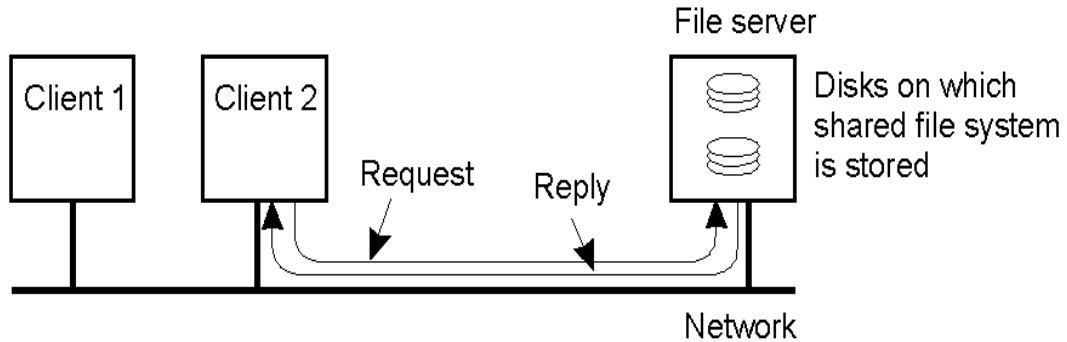 File server
Client 1
Client 2
Disks on which
shared file system
is stored
Request
Reply
Network